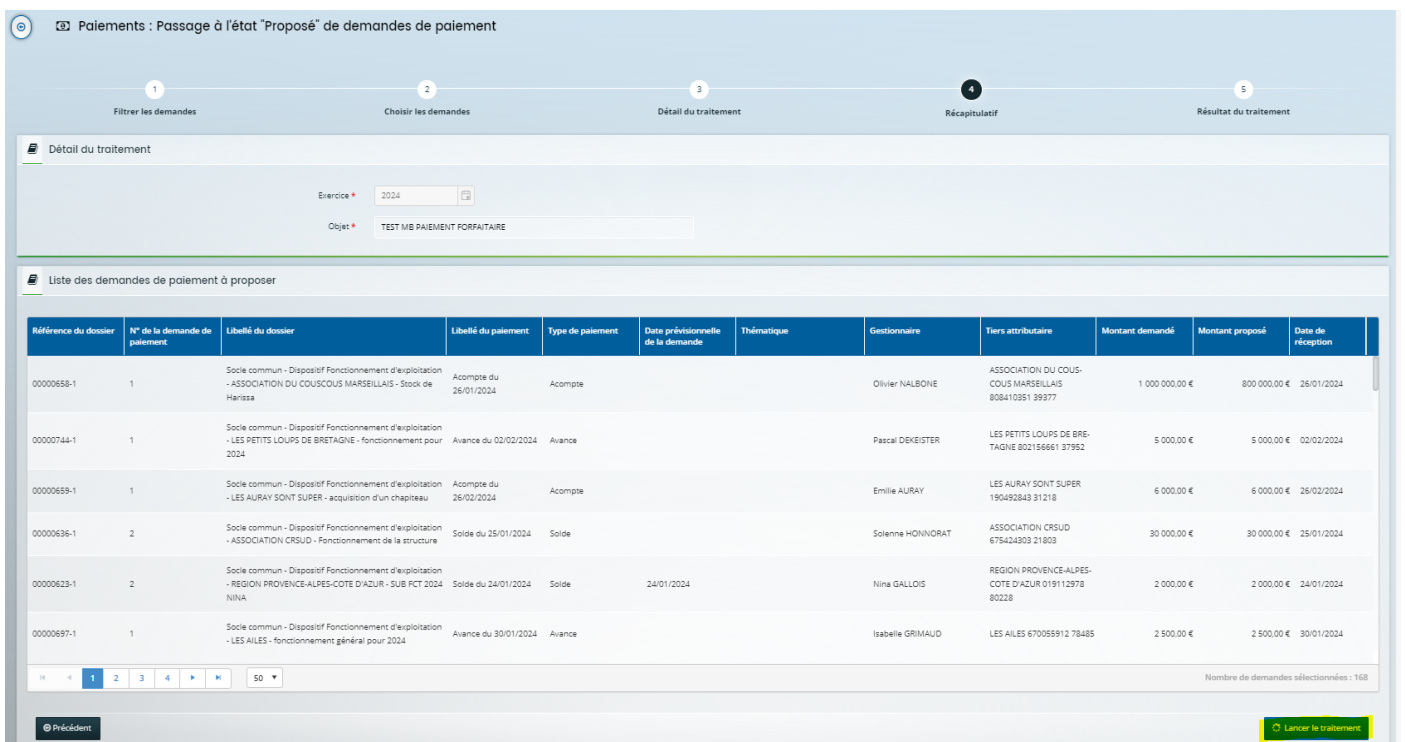 Paiements : Passage à l'état "Proposé" de demandes de paiement
1 2 3 4 5
Filtrer les demandes Choisir les demandes Détail du traitement Récapitulatif Résultat du traitement
Détail du traitement
Exercice * 2024
Objet * TEST MB PAIEMENT FORFAITAIRE
Liste des demandes de paiement à proposer
Référence du dossier N° de la demande de paiement Libellé du dossier Libellé du paiement Type de paiement Date prévisionnelle de la demande Thématique Gestionnaire Tiers attributaire Montant demandé Montant proposé Date de réception
00000658-1 1 Socle commun - Dispositif Fonctionnement d'exploitation - ASSOCIATION DU COUSCOUS MARSEILLAIS - Stock de Harissa Acompte du 26/01/2024 Acompte Olivier NALBONE ASSOCIATION DU COUS-COUS MARSEILLAIS 808410351 39377 1 000 000,00 € 800 000,00 € 26/01/2024
00000744-1 1 Socle commun - Dispositif Fonctionnement d'exploitation - LES PETITS LOUPS DE BRETAGNE - fonctionnement pour 2024 Avance du 02/02/2024 Avance Pascal DEKEISTER LES PETITS LOUPS DE BRE-TAGNE 802156661 37952 5 000,00 € 5 000,00 € 02/02/2024
00000659-1 1 Socle commun - Dispositif Fonctionnement d'exploitation - LES AURAY SONT SUPER - acquisition d'un chapiteau Acompte du 26/02/2024 Acompte Emilie AURAY LES AURAY SONT SUPER 190492843 31218 6 000,00 € 6 000,00 € 26/02/2024
00000636-1 2 Socle commun - Dispositif Fonctionnement d'exploitation - ASSOCIATION CRSUD - Fonctionnement de la structure Solde du 25/01/2024 Solde Solenne HONNORAT ASSOCIATION CRSUD 675424303 21803 30 000,00 € 30 000,00 € 25/01/2024
00000623-1 2 Socle commun - Dispositif Fonctionnement d'exploitation - REGION PROVENCE-ALPES-COTE D'AZUR - SUB FCT 2024 NINA Solde du 24/01/2024 Solde 24/01/2024 Nina GALLOIS REGION PROVENCE-ALPES-COTE D'AZUR 019112978 80228 2 000,00 € 2 000,00 € 24/01/2024
00000697-1 1 Socle commun - Dispositif Fonctionnement d'exploitation - LES AILES - fonctionnement général pour 2024 Avance du 30/01/2024 Avance Isabelle GRIMAUD LES AILES 670055912 78485 2 500,00 € 2 500,00 € 30/01/2024
1 2 3 4 50 Nombre de demandes sélectionnées : 168
Précédent Lancer le traitement